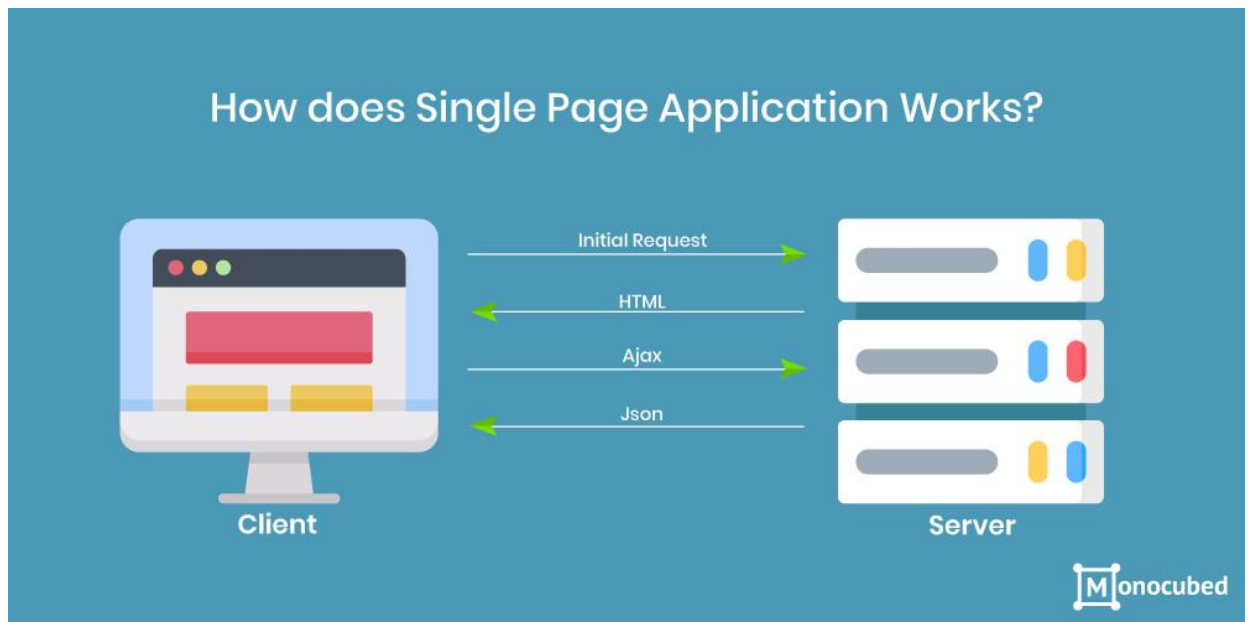 How does Single Page Application Works?
Initial Request
HTML
Ajax
Json
Client
Server
Monocubed